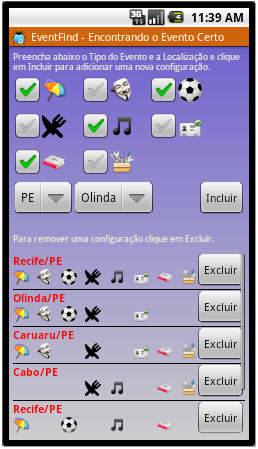 3G
11:39 AM
EventFind - Encontrando o Evento Certo
Preencha abaixo o Tipo do Evento e a Localização e clique
em Incluir para adicionar uma nova configuração.
PE
Olinda
Incluir
Para remover uma configuração clique em Excluir.
Recife/PE
Excluir
Olinda/PE
Excluir
Caruaru/PE
Excluir
Cabo/PE
Excluir
Recife/PE
Excluir